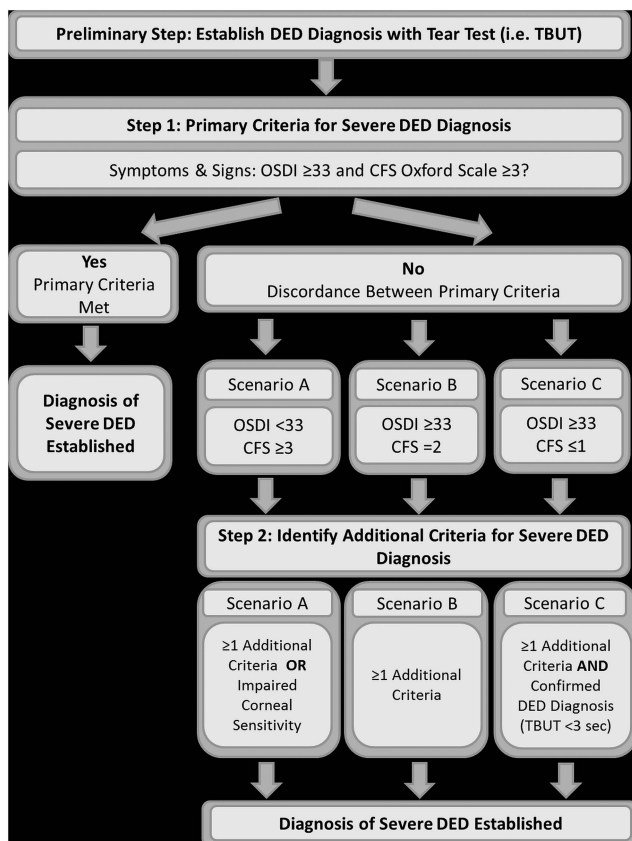 Preliminary Step: Establish DED Diagnosis with Tear Test (i.e. TBUT)
Step 1: Primary Criteria for Severe DED Diagnosis
Symptoms & Signs: OSDI ≥33 and CFS Oxford Scale ≥3?
Yes
Primary Criteria
Met
No
Discordance Between Primary Criteria
Diagnosis of
Severe DED
Established
Scenario A
OSDI <33
CFS ≥3
Scenario B
OSDI ≥33
CFS =2
Scenario C
OSDI ≥33
CFS ≤1
Step 2: Identify Additional Criteria for Severe DED
Diagnosis
Scenario A
≥1 Additional
Criteria OR
Impaired
Corneal
Sensitivity
Scenario B
≥1 Additional
Criteria
Scenario C
≥1 Additional
Criteria AND
Confirmed
DED Diagnosis
(TBUT <3 sec)
Diagnosis of Severe DED Established